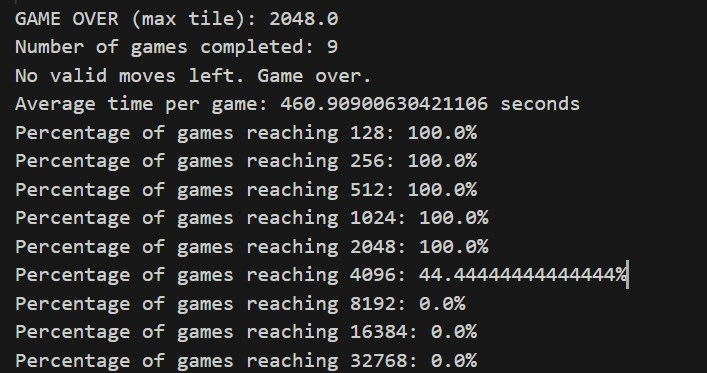 GAME OVER (max tile): 2048.0
Number of games completed: 9
No valid moves left. Game over.
Average time per game: 460.90900630421106 seconds
Percentage of games reaching 128: 100.0%
Percentage of games reaching 256: 100.0%
Percentage of games reaching 512: 100.0%
Percentage of games reaching 1024: 100.0%
Percentage of games reaching 2048: 100.0%
Percentage of games reaching 4096: 44.44444444444444%
Percentage of games reaching 8192: 0.0%
Percentage of games reaching 16384: 0.0%
Percentage of games reaching 32768: 0.0%